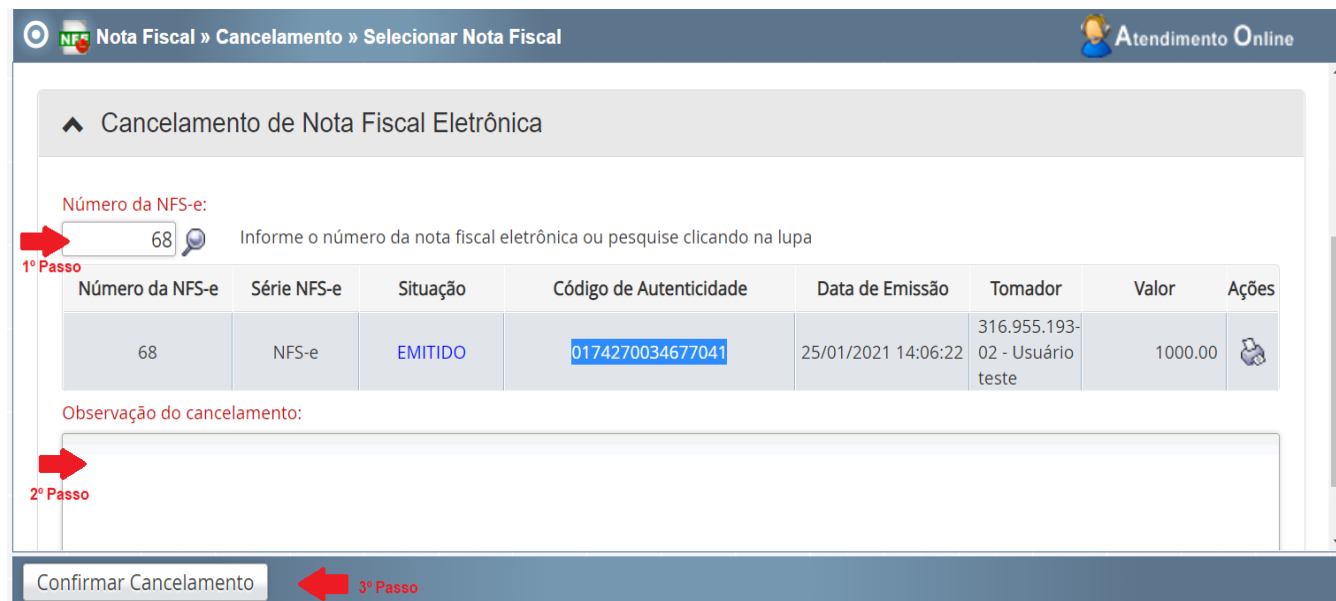 NFS Nota Fiscal » Cancelamento » Selecionar Nota Fiscal
Atendimento Online
Cancelamento de Nota Fiscal Eletrônica
Número da NFS-e:
68 Informe o número da nota fiscal eletrônica ou pesquise clicando na lupa
1º Passo
Número da NFS-e Série NFS-e Situação Código de Autenticidade Data de Emissão Tomador Valor Ações
316.955.193-
68 NFS-e EMITIDO 0174270034677041 25/01/2021 14:06:22 02 - Usuário 1000.00
teste
Observação do cancelamento:
2º Passo
Confirmar Cancelamento 3º Passo